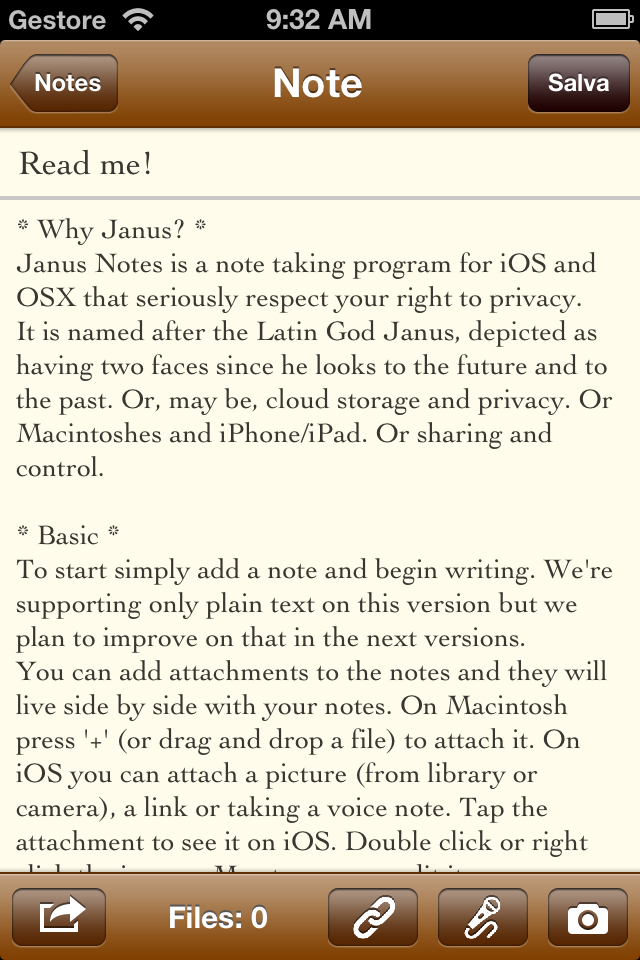 Gestore 9:32 AM
Notes Note Salva
Read me!
* Why Janus? *
Janus Notes is a note taking program for iOS and
OSX that seriously respect your right to privacy.
It is named after the Latin God Janus, depicted as
having two faces since he looks to the future and to
the past. Or, may be, cloud storage and privacy. Or
Macintoshes and iPhone/iPad. Or sharing and
control.
* Basic *
To start simply add a note and begin writing. We're
supporting only plain text on this version but we
plan to improve on that in the next versions.
You can add attachments to the notes and they will
live side by side with your notes. On Macintosh
press '+' (or drag and drop a file) to attach it. On
iOS you can attach a picture (from library or
camera), a link or taking a voice note. Tap the
attachment to see it on iOS. Double click or right
Files: 0